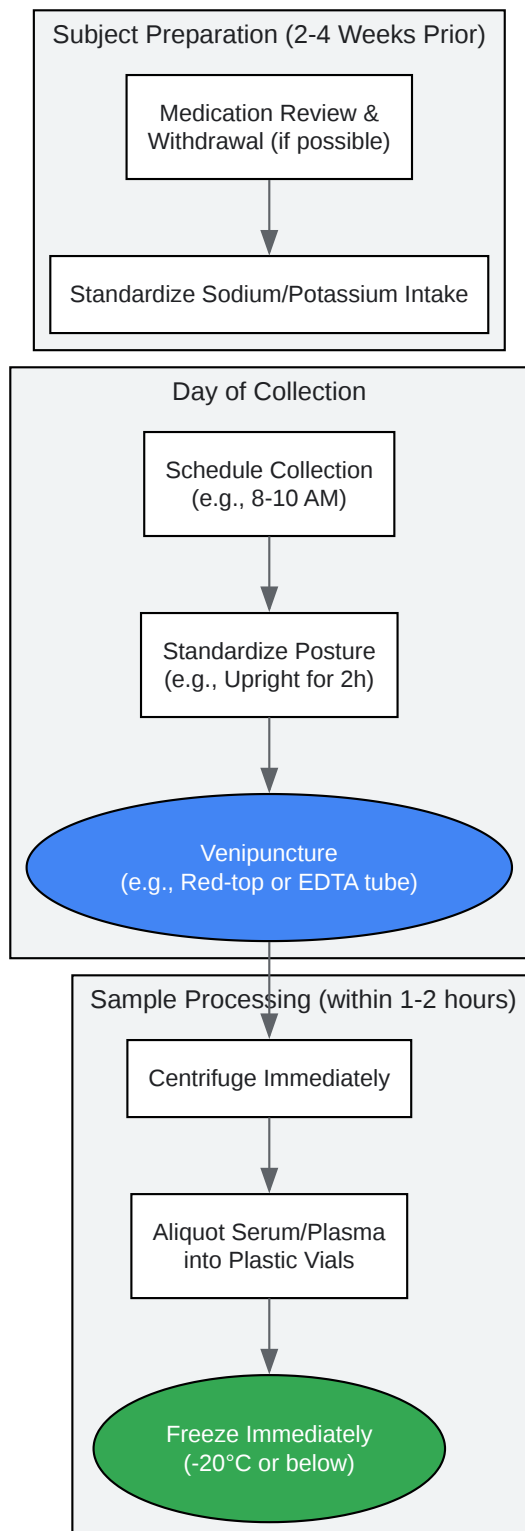 Subject Preparation (2-4 Weeks Prior)
Medication Review &
Withdrawal (if possible)
Standardize Sodium/Potassium Intake
Day of Collection
Schedule Collection
(e.g., 8-10 AM)
Standardize Posture
(e.g., Upright for 2h)
Venipuncture
(e.g., Red-top or EDTA tube)
Sample Processing (within 1-2 hours)
Centrifuge Immediately
Aliquot Serum/Plasma
into Plastic Vials
Freeze Immediately
(-20°C or below)